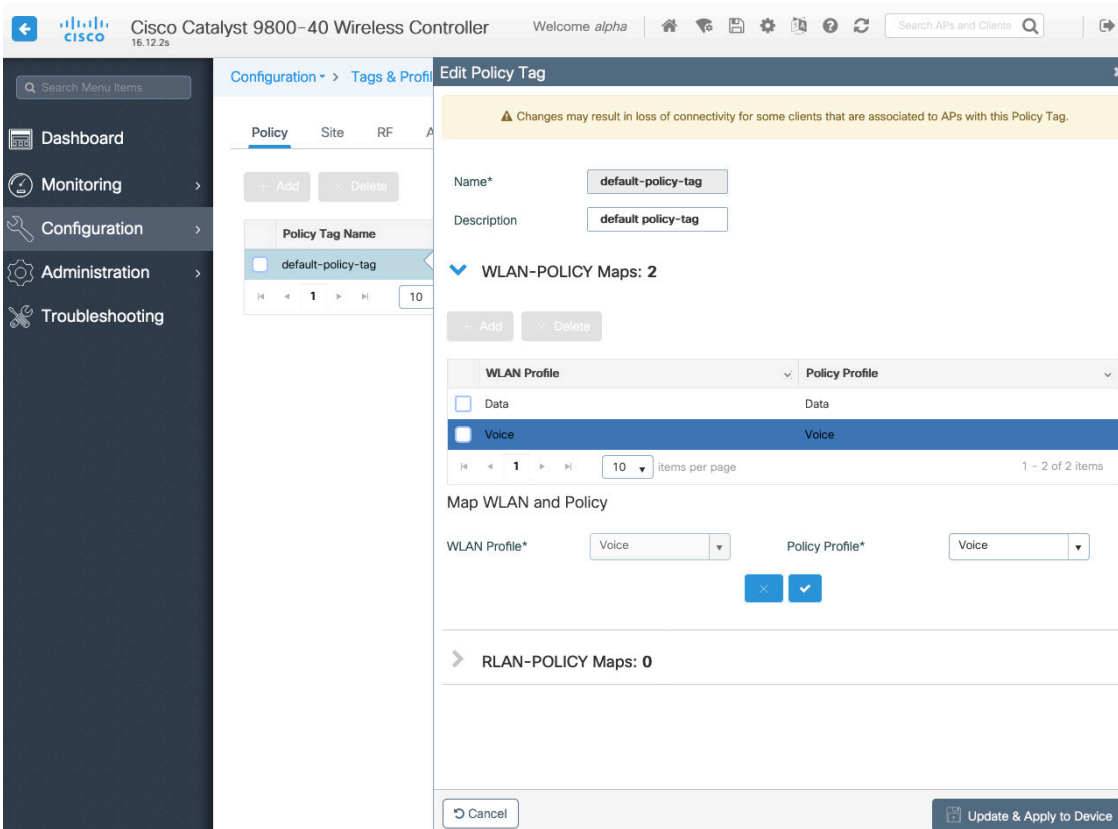 CISCO
Cisco Catalyst 9800-40 Wireless Controller
16.12.2s
Welcome alpha
Search APs and Clients
Search Menu Items
Dashboard
Monitoring
Configuration
Administration
Troubleshooting
Configuration > Tags & Profil
Policy Site RF A
+ Add × Delete
Policy Tag Name
default-policy-tag
1 10
Edit Policy Tag
Changes may result in loss of connectivity for some clients that are associated to APs with this Policy Tag.
Name* default-policy-tag
Description default policy-tag
WLAN-POLICY Maps: 2
+ Add × Delete
WLAN Profile Policy Profile
Data Data
Voice Voice
1 10 items per page 1 - 2 of 2 items
Map WLAN and Policy
WLAN Profile* Voice Policy Profile* Voice
RLAN-POLICY Maps: 0
Cancel Update & Apply to Device